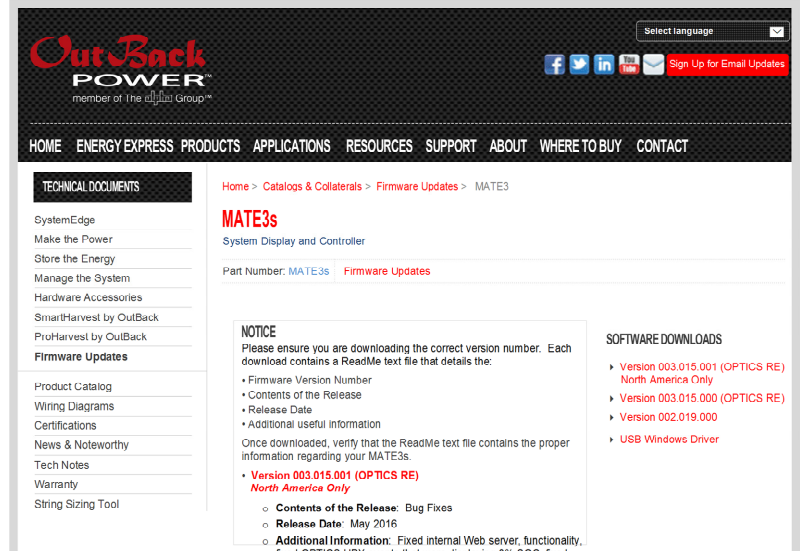 Select language
OutBack
POWER™
member of The alpha Group™
Sign Up for Email Updates
HOME ENERGY EXPRESS PRODUCTS APPLICATIONS RESOURCES SUPPORT ABOUT WHERE TO BUY CONTACT
TECHNICAL DOCUMENTS
SystemEdge
Make the Power
Store the Energy
Manage the System
Hardware Accessories
SmartHarvest by OutBack
ProHarvest by OutBack
Firmware Updates
Product Catalog
Wiring Diagrams
Certifications
News & Noteworthy
Tech Notes
Warranty
String Sizing Tool
Home > Catalogs & Collaterals > Firmware Updates > MATE3
MATE3s
System Display and Controller
Part Number: MATE3s Firmware Updates
NOTICE
Please ensure you are downloading the correct version number. Each
download contains a ReadMe text file that details the:
• Firmware Version Number
• Contents of the Release
• Release Date
• Additional useful information
Once downloaded, verify that the ReadMe text file contains the proper
information regarding your MATE3s.
• Version 003.015.001 (OPTICS RE)
North America Only
o Contents of the Release: Bug Fixes
o Release Date: May 2016
o Additional Information: Fixed internal Web server, functionality,
SOFTWARE DOWNLOADS
Version 003.015.001 (OPTICS RE)
North America Only
Version 003.015.000 (OPTICS RE)
Version 002.019.000
USB Windows Driver